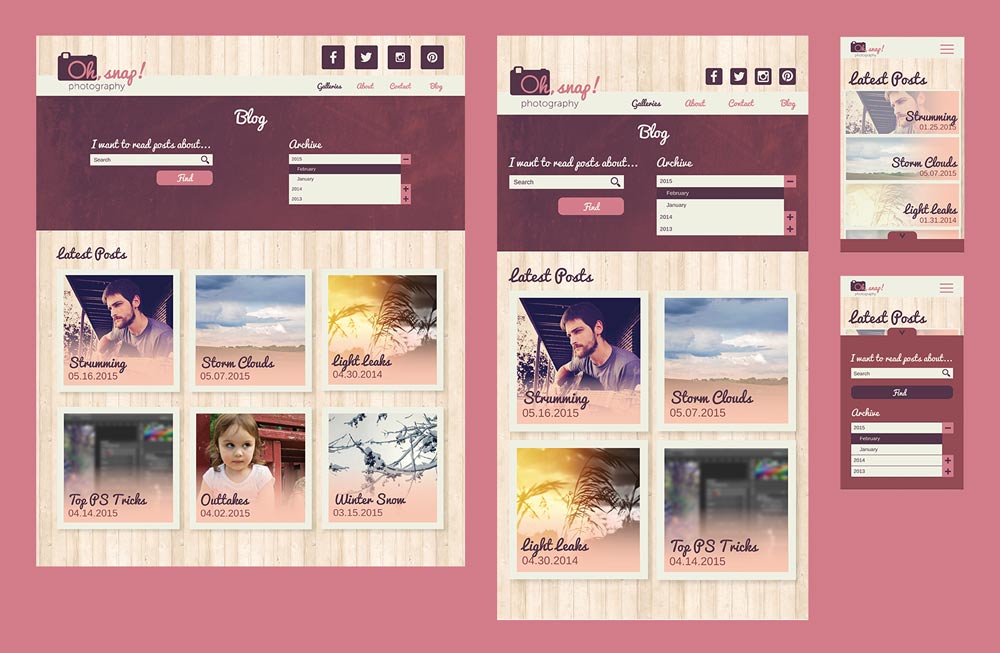 Oh, snap!
photography
Galleries About Contact Blog
Blog
I want to read posts about...
Search
Find
Archive
2015
February
January
2014
2013
Latest Posts
Strumming
05.16.2015
Storm Clouds
05.07.2015
Light Leaks
04.30.2014
Top PS Tricks
04.14.2015
Outtakes
04.02.2015
Winter Snow
03.15.2015
Oh, snap!
photography
Galleries About Contact Blog
Blog
I want to read posts about...
Search
Find
Archive
2015
February
January
2014
2013
Latest Posts
Strumming
05.16.2015
Storm Clouds
05.07.2015
Light Leaks
04.30.2014
Top PS Tricks
04.14.2015
Oh, snap!
photography
Latest Posts
Strumming
01.25.2015
Storm Clouds
05.07.2015
Light Leaks
01.31.2014
Oh, snap!
photography
Latest Posts
I want to read posts about...
Search
Find
Archive
2015
February
January
2014
2013